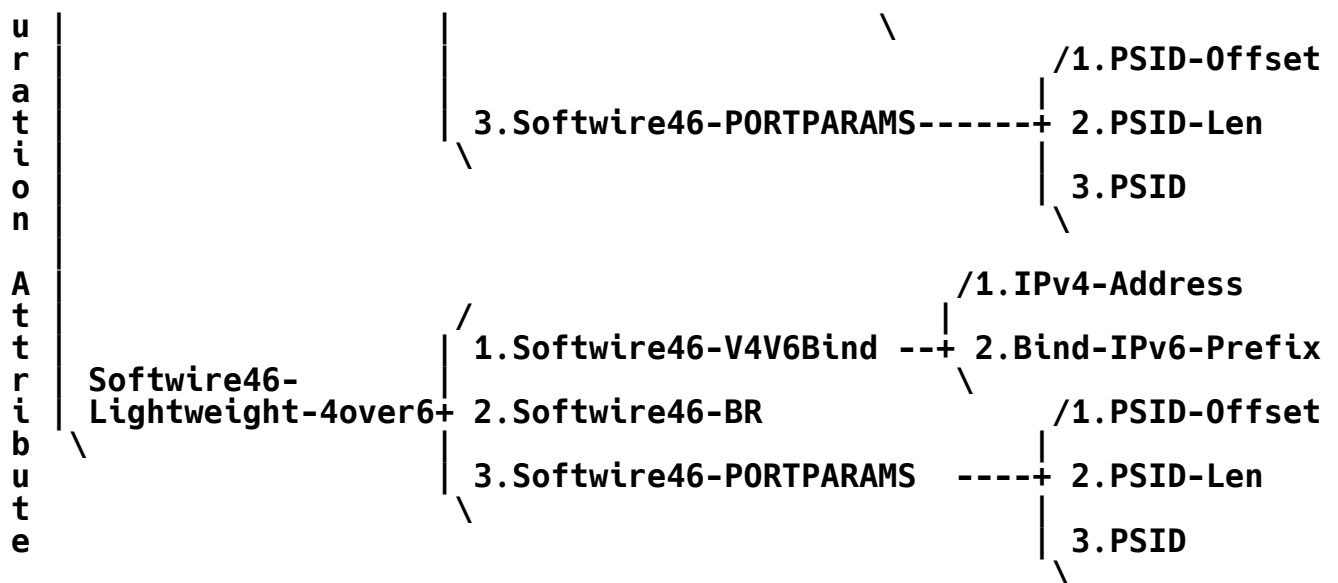 u |                          |                              \
r |                          |                                          /1.PSID-Offset
a |                          |                                         |
t |                          | 3.Softwire46-PORTPARAMS------+ 2.PSID-Len
i |                           \                                        |
o |                                                                    | 3.PSID
n |                                                                     \
  |
A |                                                              /1.IPv4-Address
t |                           /                                 |
t |                          | 1.Softwire46-V4V6Bind --+ 2.Bind-IPv6-Prefix
r | Softwire46-              |                                  \
i | Lightweight-4over6+ 2.Softwire46-BR                    /1.PSID-Offset
b  \                         |                                         |
u                            | 3.Softwire46-PORTPARAMS  ----+ 2.PSID-Len
t                             \                                        |
e                                                                      | 3.PSID
                                                                        \